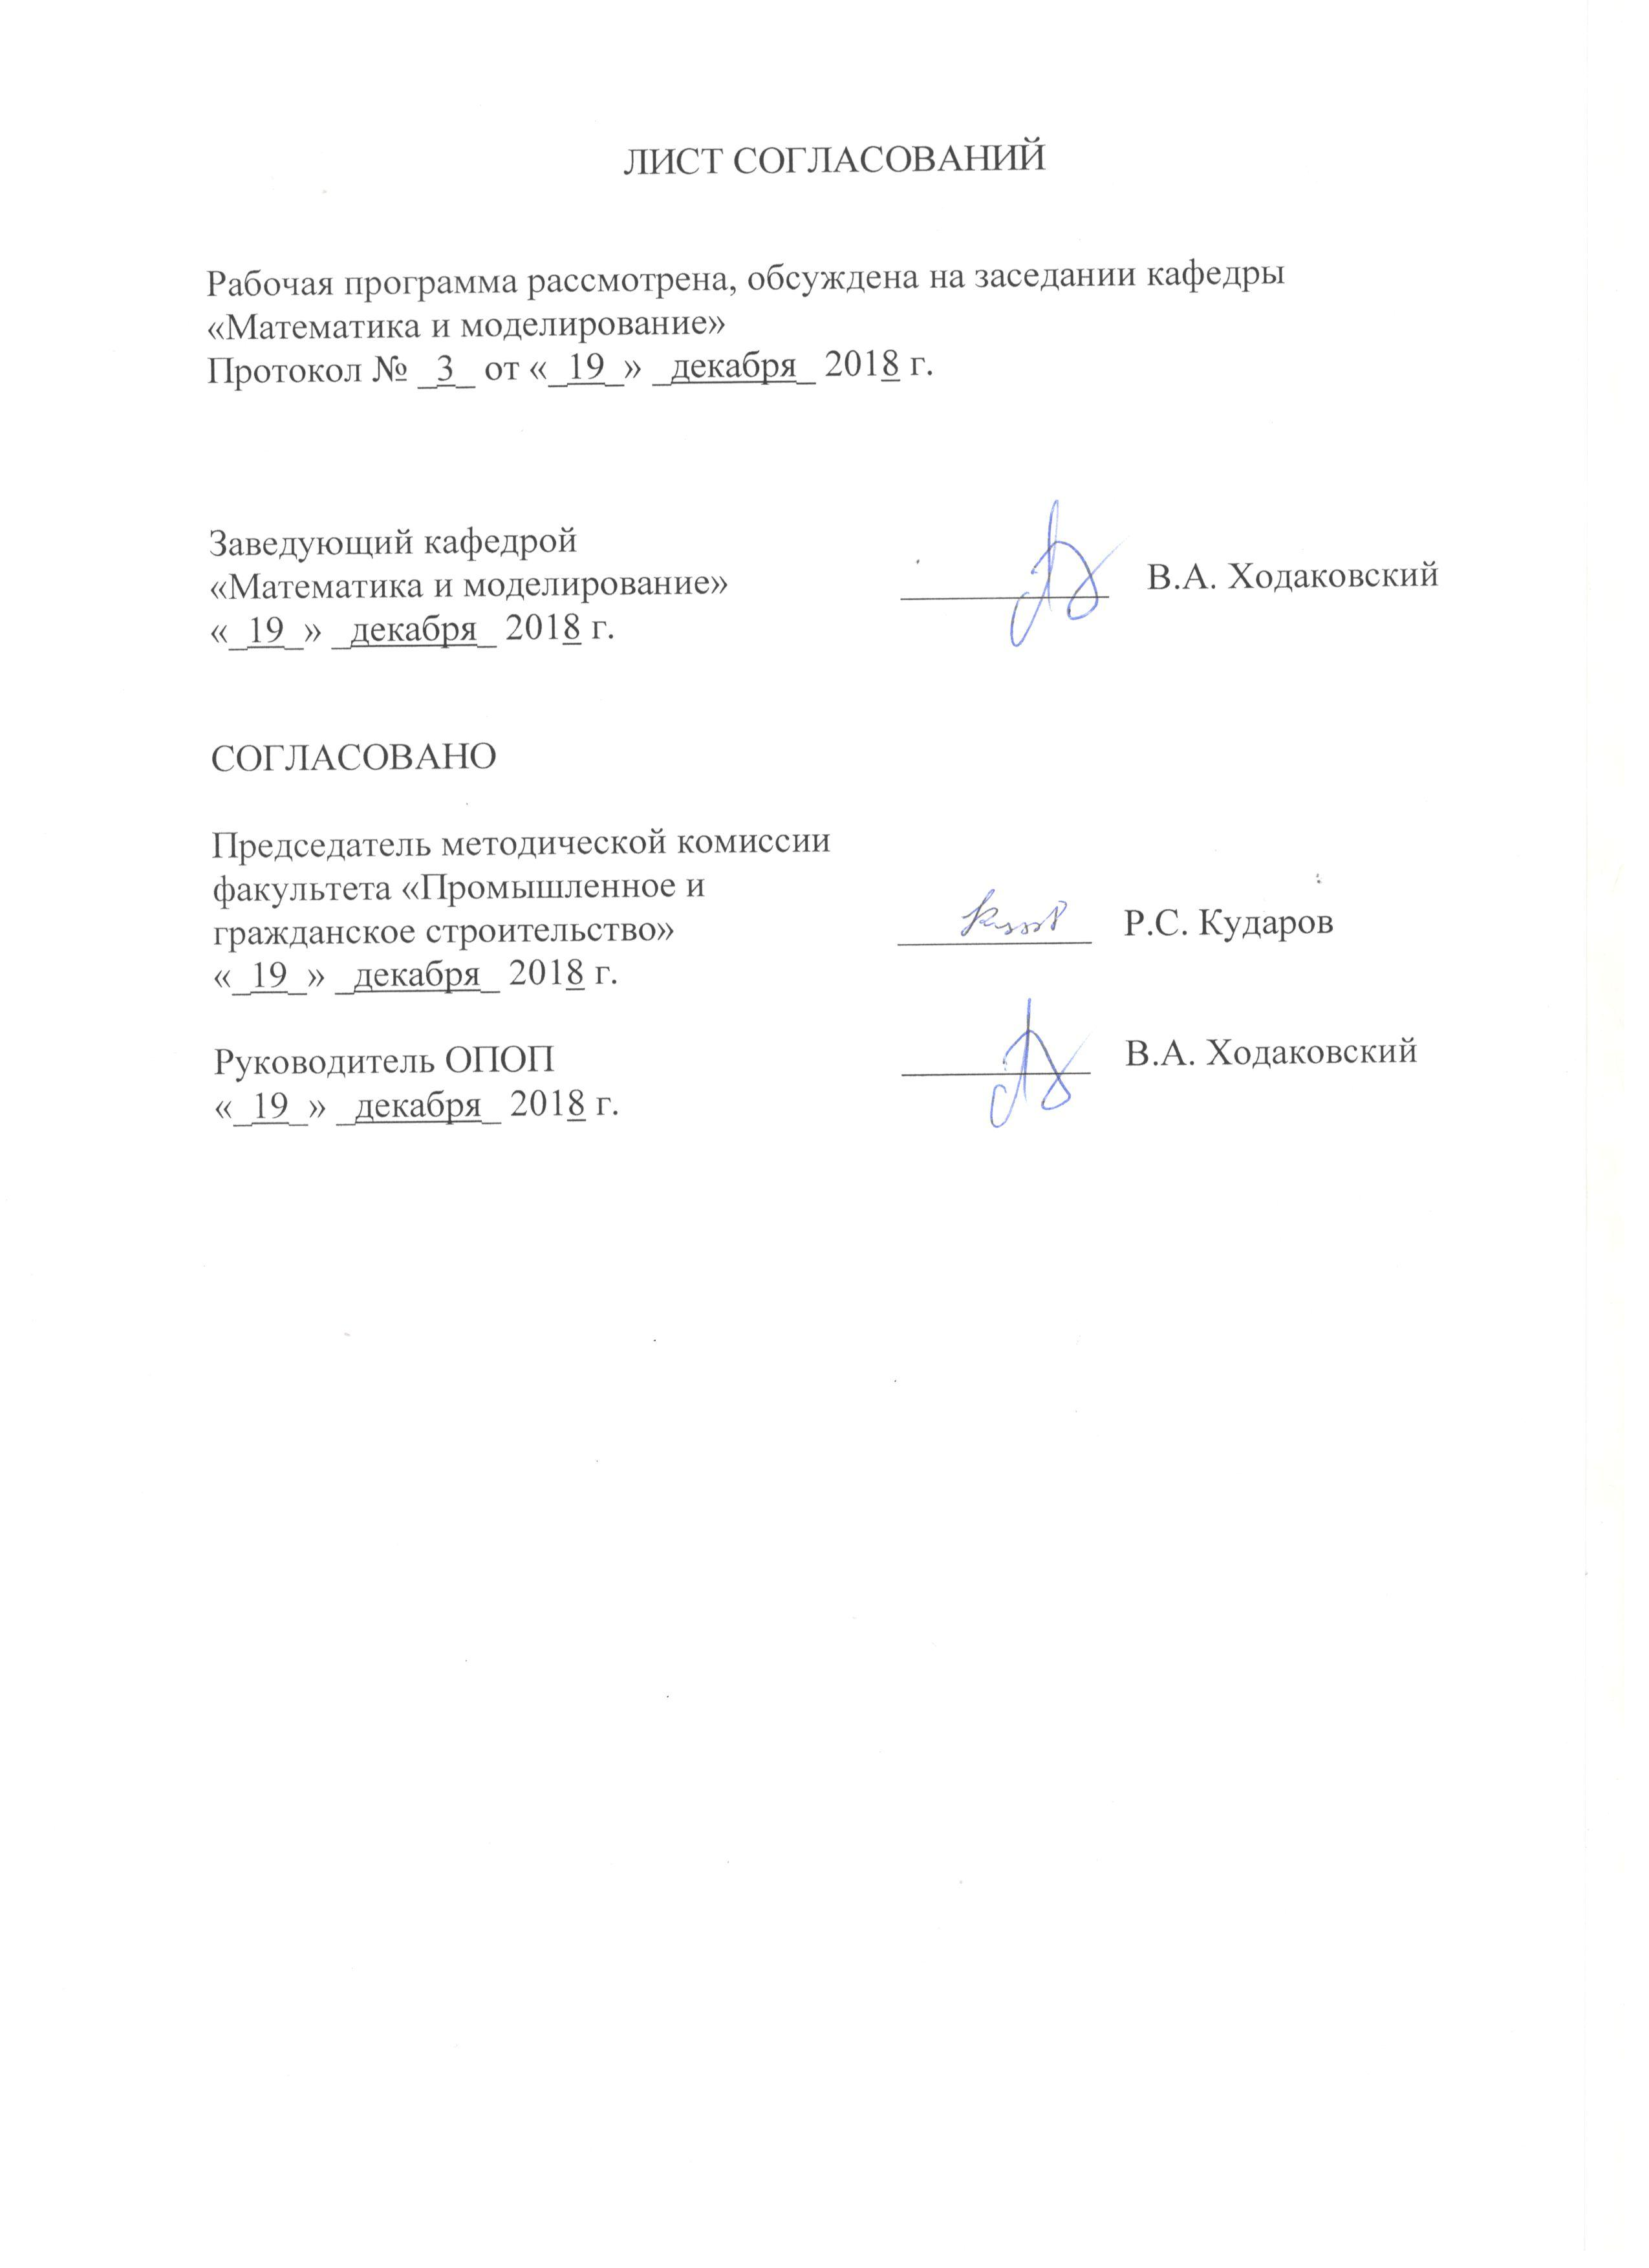 ЛИСТ СОГЛАСОВАНИЙ
Рабочая программа рассмотрена, обсуждена на заседании кафедры
«Математика и моделирование»
Протокол № _3_ от «_19_» _декабря_ 2018 г.
Заведующий кафедрой
«Математика и моделирование» В.А. Ходаковский
«_19_» _декабря_ 2018 г.
СОГЛАСОВАНО
Председатель методической комиссии
факультета «Промышленное и
гражданское строительство» Р.С. Кударов
«_19_» _декабря_ 2018 г.
Руководитель ОПОП В.А. Ходаковский
«_19_» _декабря_ 2018 г.